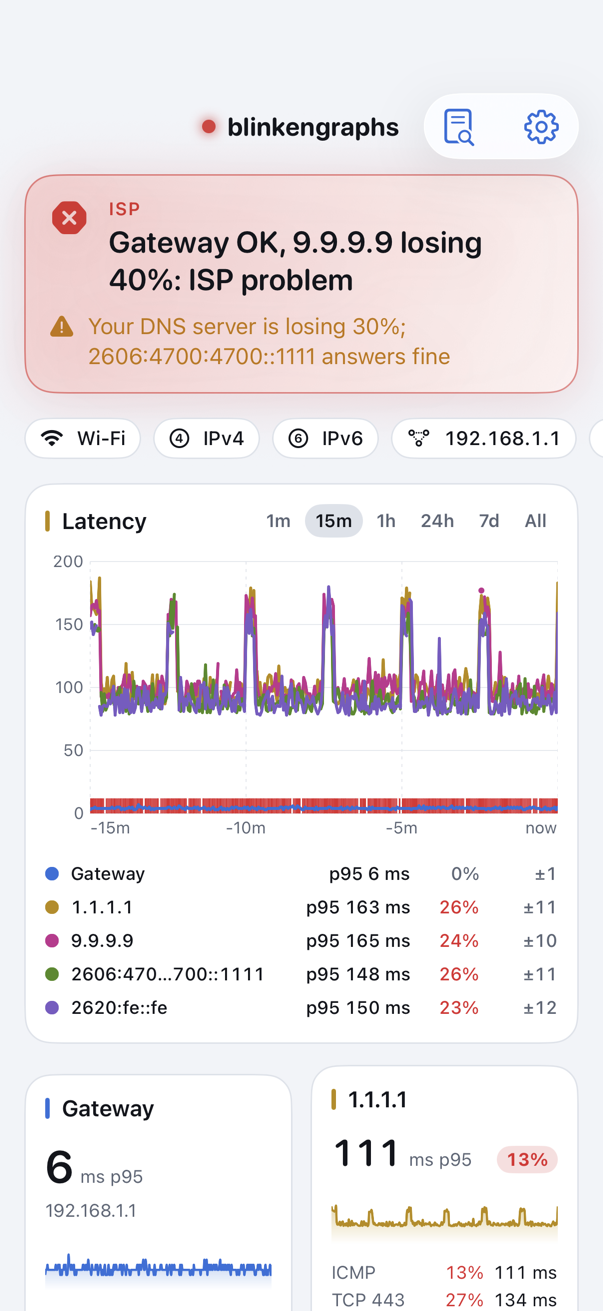 blinkengraphs
ISP
Gateway OK, 9.9.9.9 losing
40%: ISP problem
Your DNS server is losing 30%;
2606:4700:4700::1111 answers fine
Wi-Fi
4 IPv4
6 IPv6
192.168.1.1
Latency
1m 15m 1h 24h 7d All
200
150
100
50
0
-15m -10m -5m now
Gateway p95 6 ms 0% ±1
1.1.1.1 p95 163 ms 26% ±11
9.9.9.9 p95 165 ms 24% ±10
2606:470...700::1111 p95 148 ms 26% ±11
2620:fe::fe p95 150 ms 23% ±12
Gateway
6 ms p95
192.168.1.1
1.1.1.1
111 ms p95 13%
ICMP 13% 111 ms
TCP 443 27% 134 ms